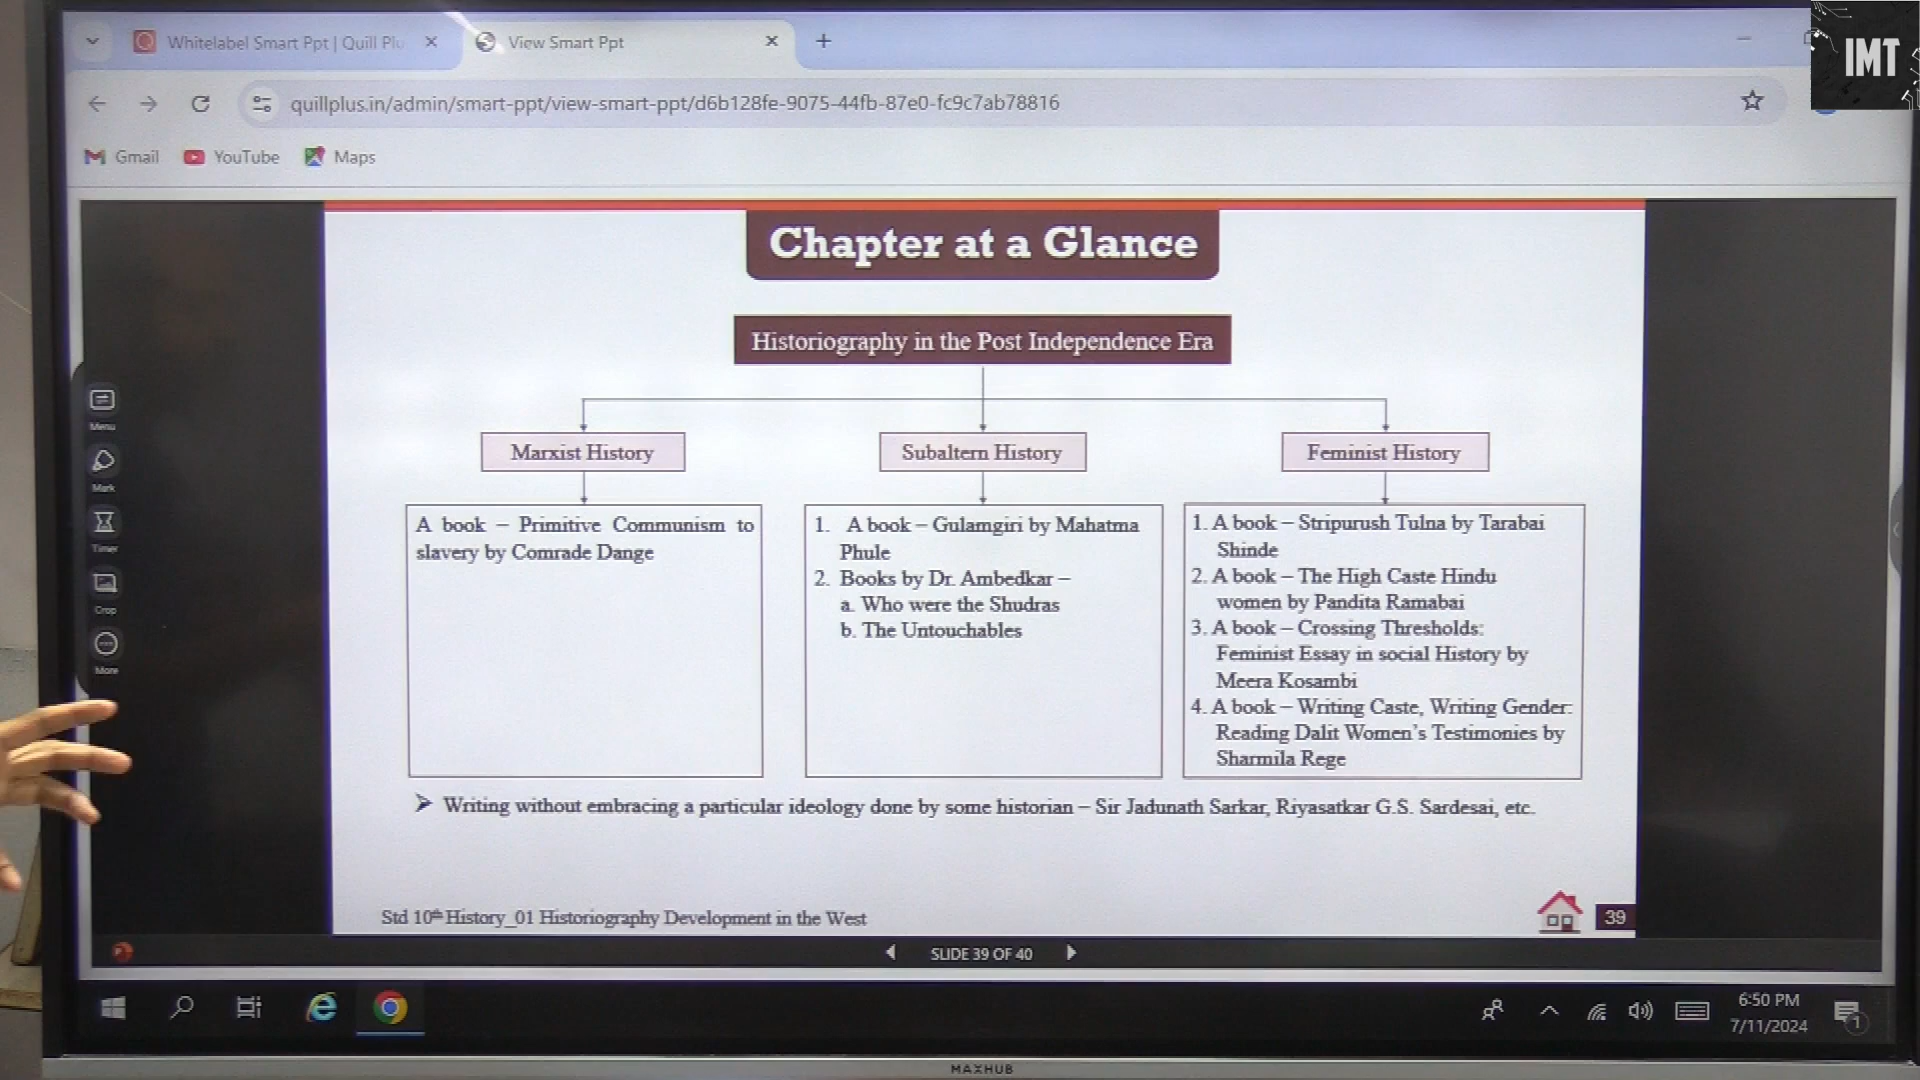 Whitelabel Smart Ppt | Quill Plu
View Smart Ppt
IMT
quillplus.in/admin/smart-ppt/view-smart-ppt/d6b128fe-9075-44fb-87e0-fc9c7ab78816
Gmail
YouTube
Maps
Chapter at a Glance
Historiography in the Post Independence Era
Marxist History
Subaltern History
Feminist History
A book – Primitive Communism to
slavery by Comrade Dange
1. A book – Gulamgiri by Mahatma
Phule
2. Books by Dr. Ambedkar –
a. Who were the Shudras
b. The Untouchables
1. A book – Stripurush Tulna by Tarabai
Shinde
2. A book – The High Caste Hindu
women by Pandita Ramabai
3. A book – Crossing Thresholds:
Feminist Essay in social History by
Meera Kosambi
4. A book – Writing Caste, Writing Gender:
Reading Dalit Women's Testimonies by
Sharmila Rege
➢ Writing without embracing a particular ideology done by some historian – Sir Jadunath Sarkar, Riyasatkar G.S. Sardesai, etc.
Menu
Mark
Timer
Crop
More
Std 10th History_01 Historiography Development in the West
39
SLIDE 39 OF 40
6:50 PM
7/11/2024
1
MAXHUB